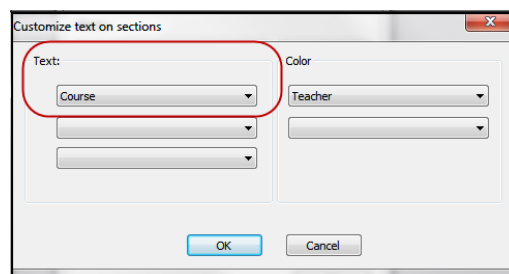 Customize text on sections
X
Text:
Color
Course
Teacher
OK
Cancel